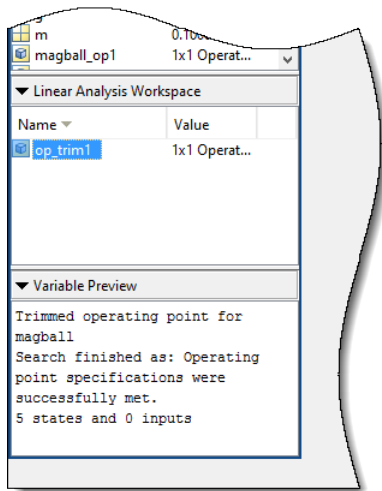 m
magball_op1 1x1 Operat...
Linear Analysis Workspace
Name Value
op_trim1 1x1 Operat...
Variable Preview
Trimmed operating point for
magball
Search finished as: Operating
point specifications were
successfully met.
5 states and 0 inputs